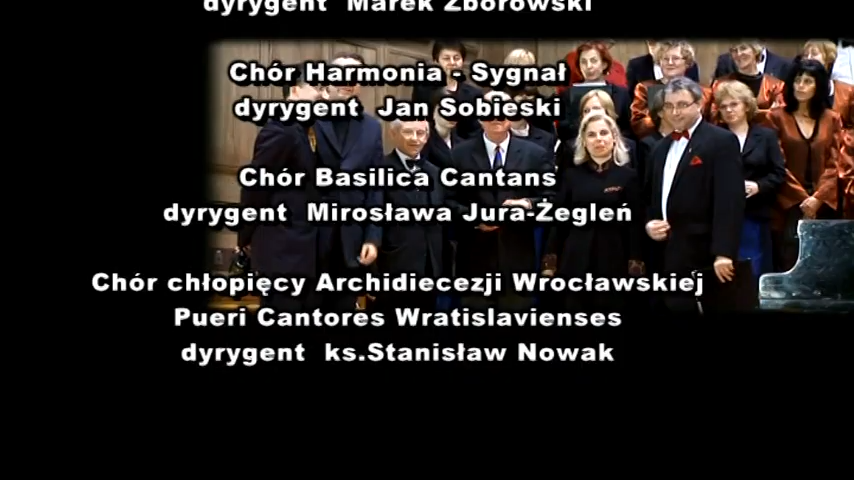 dyrygent Marek Zborowski
Chór Harmonia - Sygnał
dyrygent Jan Sobieski
Chór Basilica Cantans
dyrygent Mirosława Jura-Żegleń
Chór chłopięcy Archidiecezji Wrocławskiej
Pueri Cantores Wratislavienses
dyrygent ks.Stanisław Nowak